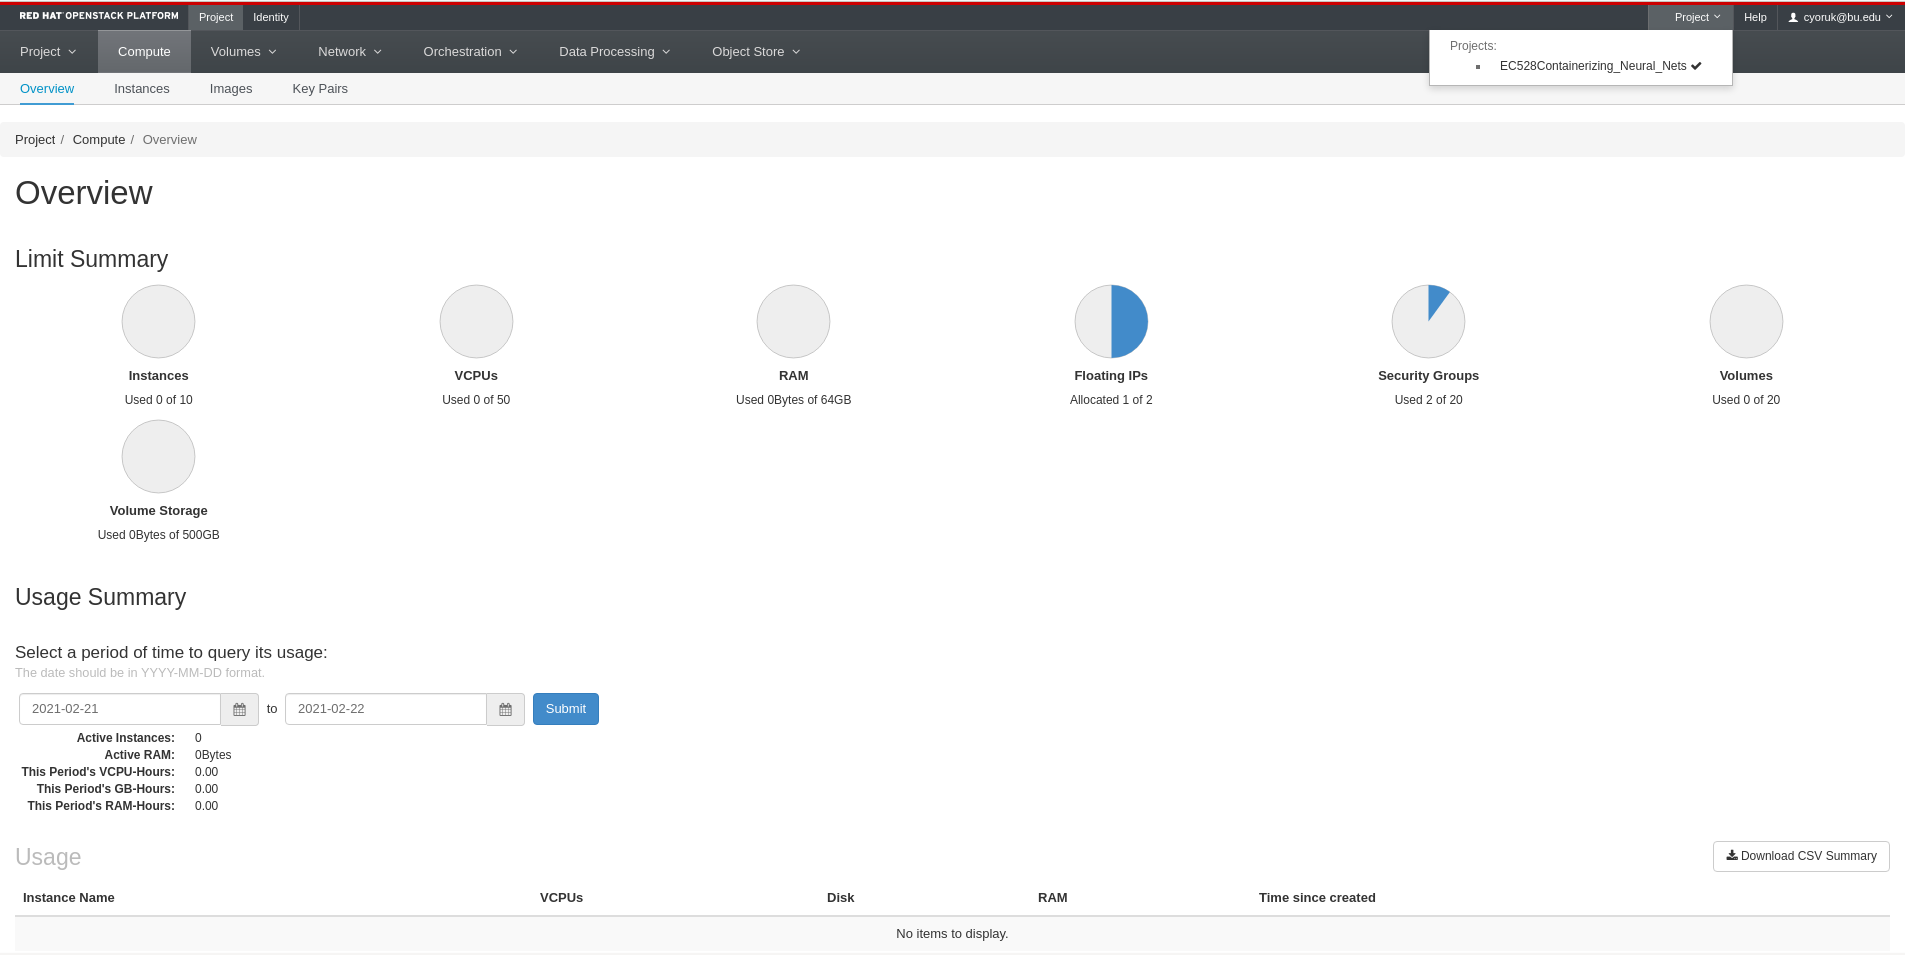 RED HAT OPENSTACK PLATFORM Project Identity Project Help cyoruk@bu.edu
Project Compute Volumes Network Orchestration Data Processing Object Store
Projects:
EC528Containerizing_Neural_Nets
Overview Instances Images Key Pairs
Project / Compute / Overview
Overview
Limit Summary
Instances VCPUs RAM Floating IPs Security Groups Volumes
Used 0 of 10 Used 0 of 50 Used 0Bytes of 64GB Allocated 1 of 2 Used 2 of 20 Used 0 of 20
Volume Storage
Used 0Bytes of 500GB
Usage Summary
Select a period of time to query its usage:
The date should be in YYYY-MM-DD format.
2021-02-21 to 2021-02-22 Submit
Active Instances: 0
Active RAM: 0Bytes
This Period's VCPU-Hours: 0.00
This Period's GB-Hours: 0.00
This Period's RAM-Hours: 0.00
Usage Download CSV Summary
Instance Name VCPUs Disk RAM Time since created
No items to display.